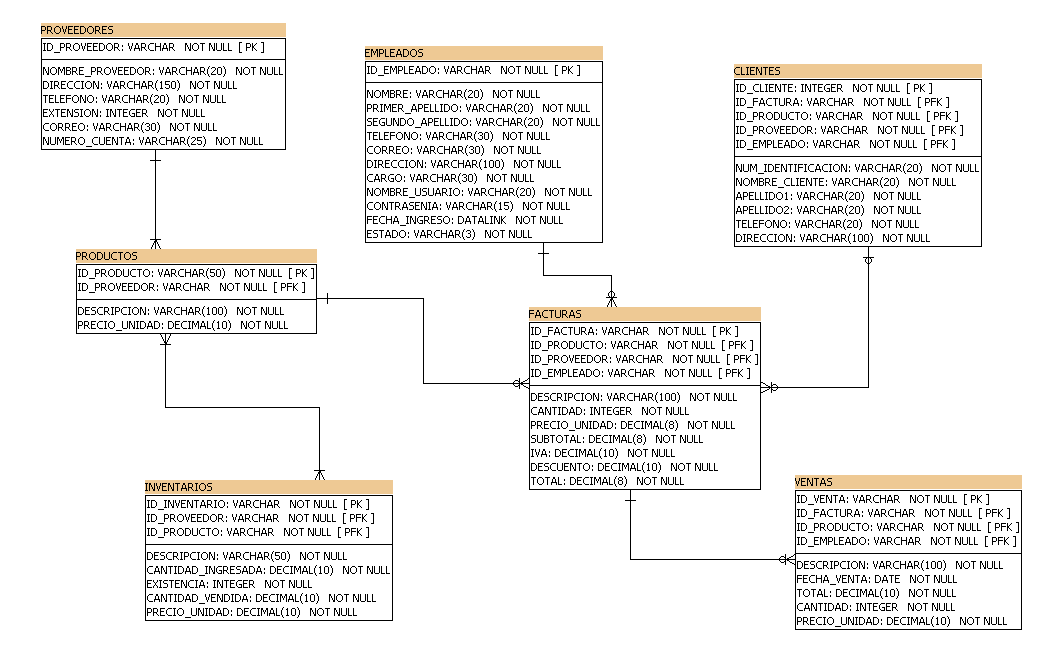 PROVEEDORES
ID_PROVEEDOR: VARCHAR NOT NULL [ PK ]
NOMBRE_PROVEEDOR: VARCHAR(20) NOT NULL
DIRECCION: VARCHAR(150) NOT NULL
TELEFONO: VARCHAR(20) NOT NULL
EXTENSION: INTEGER NOT NULL
CORREO: VARCHAR(30) NOT NULL
NUMERO_CUENTA: VARCHAR(25) NOT NULL
EMPLEADOS
ID_EMPLEADO: VARCHAR NOT NULL [ PK ]
NOMBRE: VARCHAR(20) NOT NULL
PRIMER_APELLIDO: VARCHAR(20) NOT NULL
SEGUNDO_APELLIDO: VARCHAR(20) NOT NULL
TELEFONO: VARCHAR(30) NOT NULL
CORREO: VARCHAR(30) NOT NULL
DIRECCION: VARCHAR(100) NOT NULL
CARGO: VARCHAR(30) NOT NULL
NOMBRE_USUARIO: VARCHAR(20) NOT NULL
CONTRASENIA: VARCHAR(15) NOT NULL
FECHA_INGRESO: DATALINK NOT NULL
ESTADO: VARCHAR(3) NOT NULL
CLIENTES
ID_CLIENTE: INTEGER NOT NULL [ PK ]
ID_FACTURA: VARCHAR NOT NULL [ PFK ]
ID_PRODUCTO: VARCHAR NOT NULL [ PFK ]
ID_PROVEEDOR: VARCHAR NOT NULL [ PFK ]
ID_EMPLEADO: VARCHAR NOT NULL [ PFK ]
NUM_IDENTIFICACION: VARCHAR(20) NOT NULL
NOMBRE_CLIENTE: VARCHAR(20) NOT NULL
APELLIDO1: VARCHAR(20) NOT NULL
APELLIDO2: VARCHAR(20) NOT NULL
TELEFONO: VARCHAR(20) NOT NULL
DIRECCION: VARCHAR(100) NOT NULL
PRODUCTOS
ID_PRODUCTO: VARCHAR(50) NOT NULL [ PK ]
ID_PROVEEDOR: VARCHAR NOT NULL [ PFK ]
DESCRIPCION: VARCHAR(100) NOT NULL
PRECIO_UNIDAD: DECIMAL(10) NOT NULL
FACTURAS
ID_FACTURA: VARCHAR NOT NULL [ PK ]
ID_PRODUCTO: VARCHAR NOT NULL [ PFK ]
ID_PROVEEDOR: VARCHAR NOT NULL [ PFK ]
ID_EMPLEADO: VARCHAR NOT NULL [ PFK ]
DESCRIPCION: VARCHAR(100) NOT NULL
CANTIDAD: INTEGER NOT NULL
PRECIO_UNIDAD: DECIMAL(8) NOT NULL
SUBTOTAL: DECIMAL(8) NOT NULL
IVA: DECIMAL(10) NOT NULL
DESCUENTO: DECIMAL(10) NOT NULL
TOTAL: DECIMAL(8) NOT NULL
INVENTARIOS
ID_INVENTARIO: VARCHAR NOT NULL [ PK ]
ID_PROVEEDOR: VARCHAR NOT NULL [ PFK ]
ID_PRODUCTO: VARCHAR NOT NULL [ PFK ]
DESCRIPCION: VARCHAR(50) NOT NULL
CANTIDAD_INGRESADA: DECIMAL(10) NOT NULL
EXISTENCIA: INTEGER NOT NULL
CANTIDAD_VENDIDA: DECIMAL(10) NOT NULL
PRECIO_UNIDAD: DECIMAL(10) NOT NULL
VENTAS
ID_VENTA: VARCHAR NOT NULL [ PK ]
ID_FACTURA: VARCHAR NOT NULL [ PFK ]
ID_PRODUCTO: VARCHAR NOT NULL [ PFK ]
ID_EMPLEADO: VARCHAR NOT NULL [ PFK ]
DESCRIPCION: VARCHAR(100) NOT NULL
FECHA_VENTA: DATE NOT NULL
TOTAL: DECIMAL(10) NOT NULL
CANTIDAD: INTEGER NOT NULL
PRECIO_UNIDAD: DECIMAL(10) NOT NULL